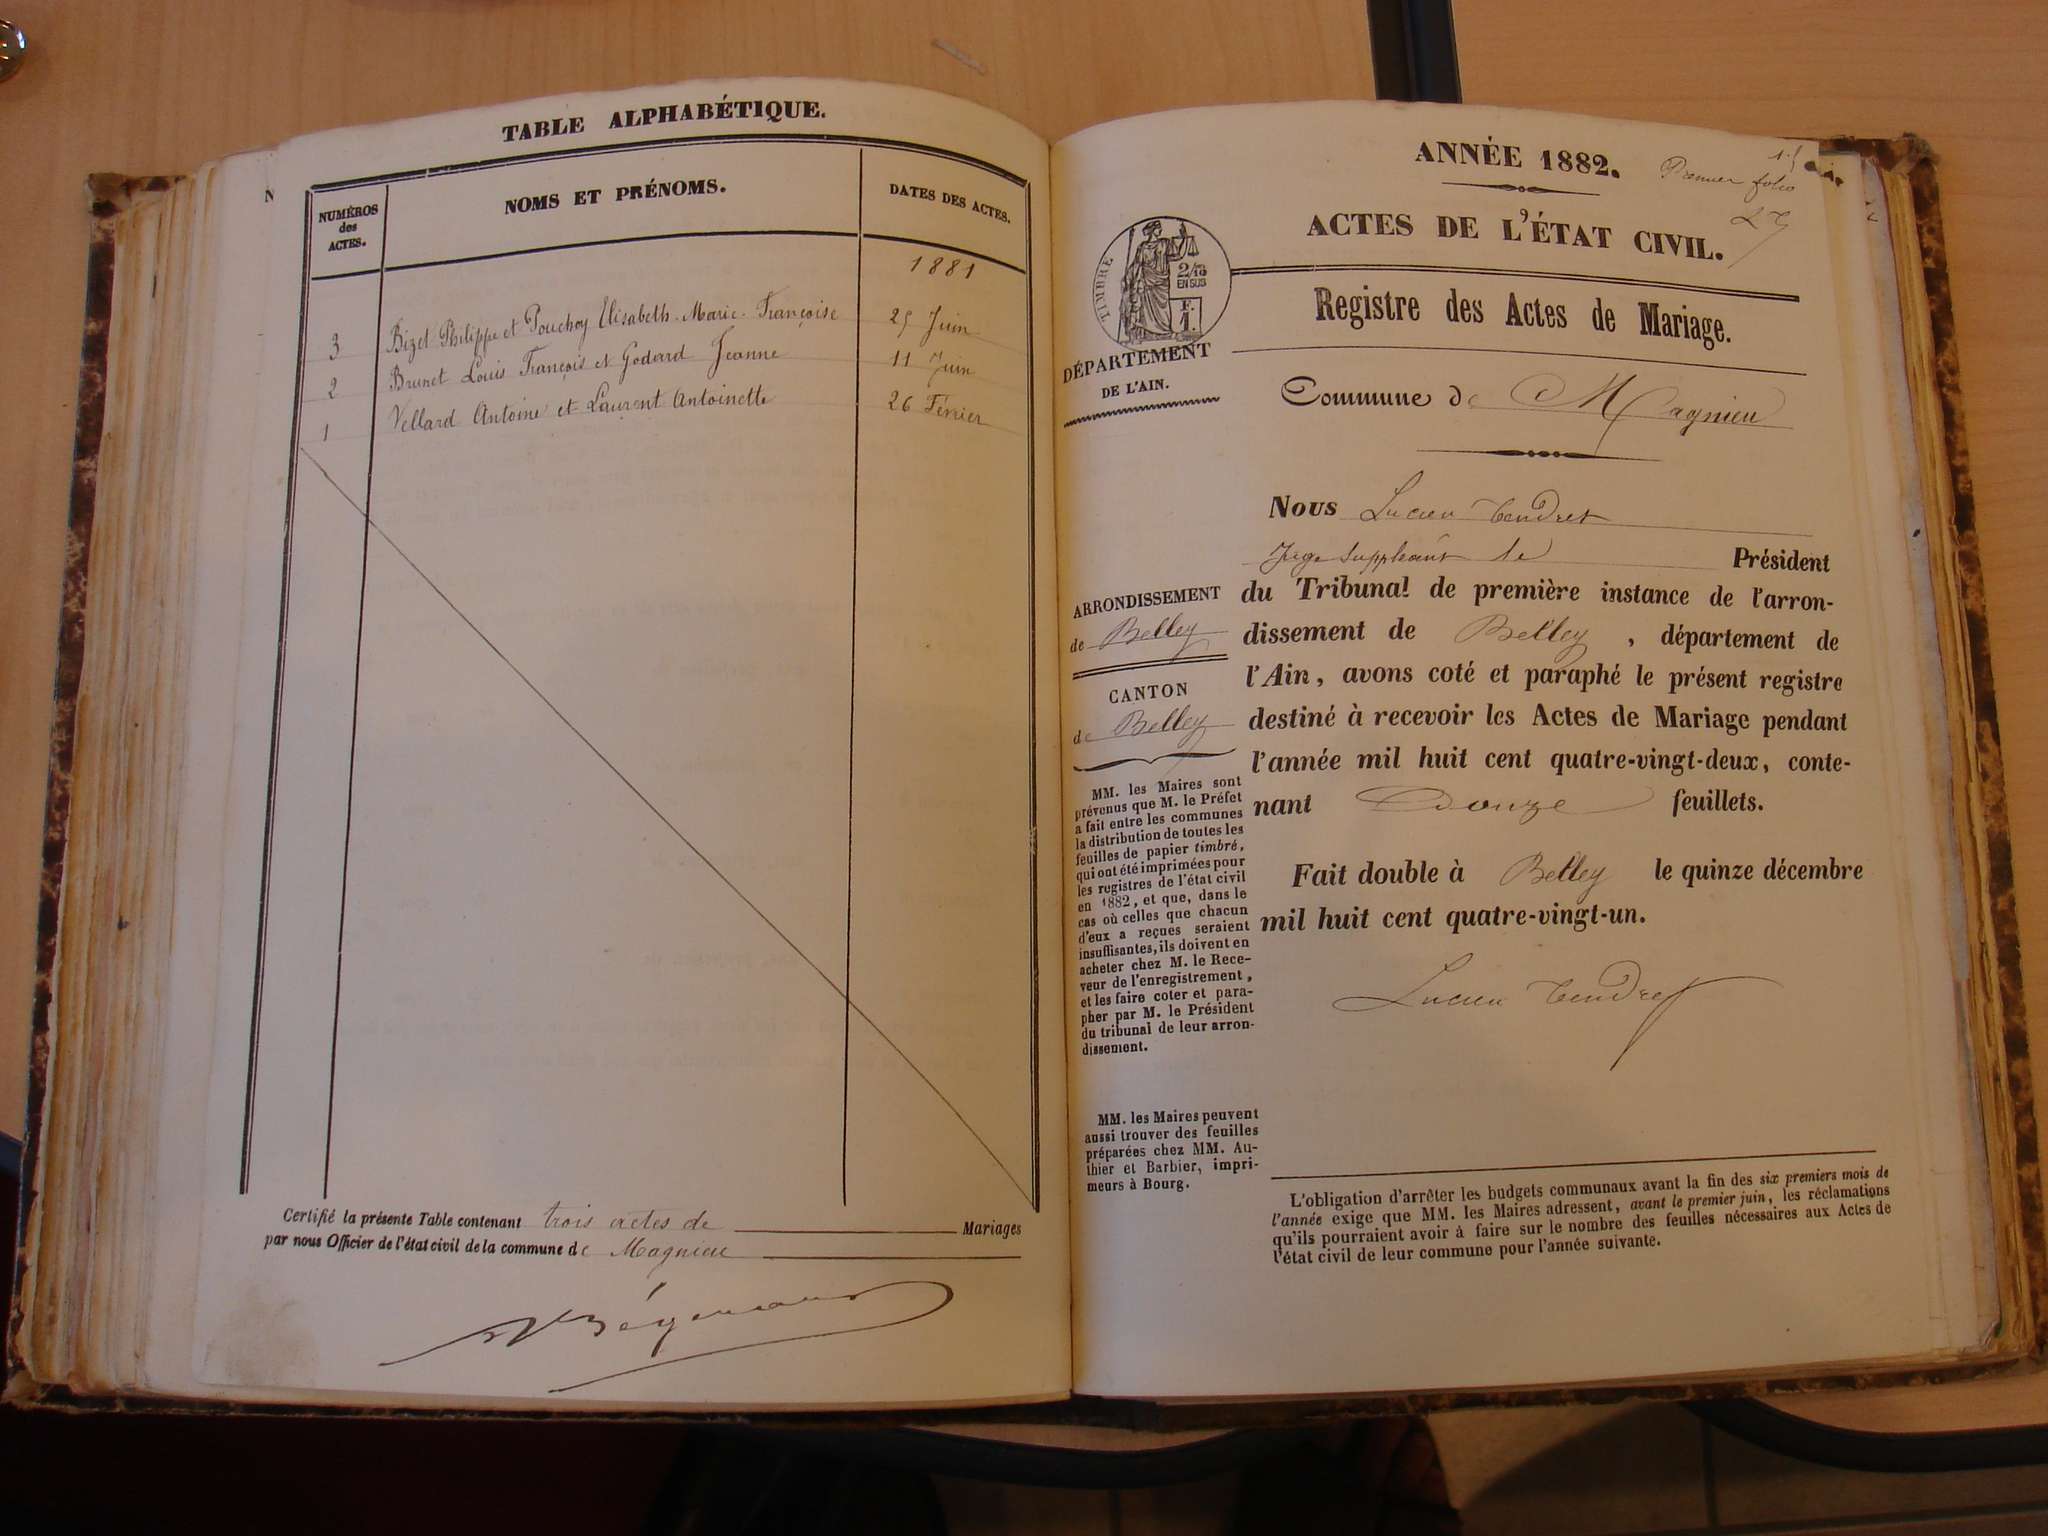 TABLE ALPHABÉTIQUE.
NUMÉROS
des
ACTES.
NOMS ET PRÉNOMS.
DATES DES ACTES.
1881
3 Bizet Philippe et Pouchoy Elisabeth-Marie-Françoise 25 Juin
2 Brunet Louis François et Godard Jeanne 11 Juin
1 Vellard Antoine et Laurent Antoinette 26 Février
Certifié la présente Table contenant trois actes de Mariages
par nous Officier de l'état civil de la commune de Magnieu
ANNÉE 1882.
Premier folio
ACTES DE L'ÉTAT CIVIL.
TIMBRE
2/10
EN SUS
F.
1.
Registre des Actes de Mariage.
DÉPARTEMENT
DE L'AIN.
Commune de Magnieu
Nous Lucien Tendret
Juge suppléant le Président
du Tribunal de première instance de l'arron-
dissement de Belley, département de
l'Ain, avons coté et paraphé le présent registre
destiné à recevoir les Actes de Mariage pendant
l'année mil huit cent quatre-vingt-deux, conte-
nant Douze feuillets.
Fait double à Belley le quinze décembre
mil huit cent quatre-vingt-un.
Lucien Tendret
ARRONDISSEMENT
de Belley
CANTON
de Belley
MM. les Maires sont
prévenus que M. le Préfet
a fait entre les communes
la distribution de toutes les
feuilles de papier timbré,
qui ont été imprimées pour
les registres de l'état civil
en 1882, et que, dans le
cas où celles que chacun
d'eux a reçues seraient
insuffisantes, ils doivent en
acheter chez M. le Rece-
veur de l'enregistrement,
et les faire coter et para-
pher par M. le Président
du tribunal de leur arron-
dissement.
MM. les Maires peuvent
aussi trouver des feuilles
préparées chez MM. Au-
thier et Barbier, impri-
meurs à Bourg.
L'obligation d'arrêter les budgets communaux avant la fin des six premiers mois de
l'année exige que MM. les Maires adressent, avant le premier juin, les réclamations
qu'ils pourraient avoir à faire sur le nombre des feuilles nécessaires aux Actes de
l'état civil de leur commune pour l'année suivante.